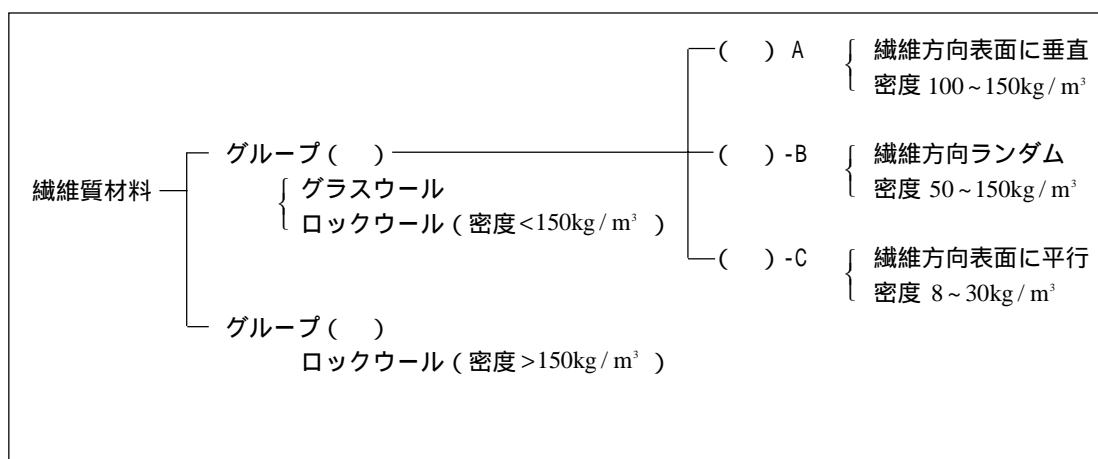 繊維質材料
グループ(　)
グラスウール
ロックウール(密度<150kg/m³)
(　)A
繊維方向表面に垂直
密度 100~150kg/m³
(　)-B
繊維方向ランダム
密度 50~150kg/m³
(　)-C
繊維方向表面に平行
密度 8~30kg/m³
グループ(　)
ロックウール(密度>150kg/m³)